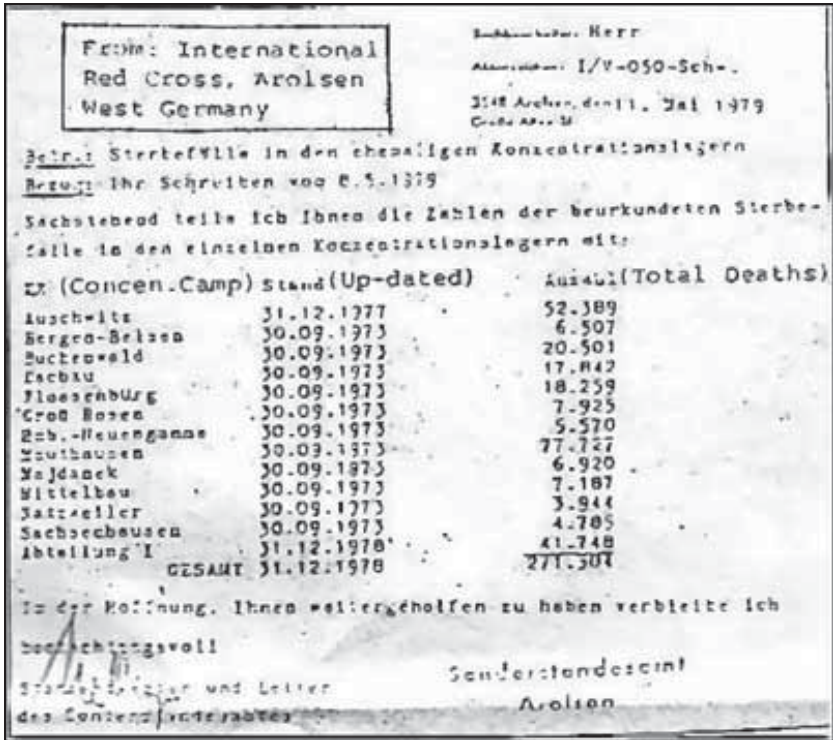 From: International
Red Cross, Arolsen
West Germany
Herr
I/V-050-Sch-.
3548 Arolsen, den 11. Mai 1979
Große Allee
Betr.: Sterbefälle in den ehemaligen Konzentrationslagern
Bezug: Ihr Schreiben vom 8.5.1979
Nachstehend teile ich Ihnen die Zahlen der beurkundeten Sterbe-
fälle in den einzelnen Konzentrationslagern mit:
KZ (Concen.Camp) Stand (Up-dated) Anzahl (Total Deaths)
Auschwitz 31.12.1977 52.389
Bergen-Belsen 30.09.1973 6.507
Buchenwald 30.09.1973 20.501
Dachau 30.09.1973 17.842
Flossenburg 30.09.1973 18.259
Groß Rosen 30.09.1973 7.925
-Neuengamme 30.09.1973 5.570
Mauthausen 30.09.1973 77.727
Majdanek 30.09.1973 6.920
Mittelbau 30.09.1973 7.187
Natzweiler 30.09.1973 3.944
Sachsenhausen 30.09.1973 4.785
Abteilung I 31.12.1978 41.748
GESAMT 31.12.1978 271.304
In der Hoffnung, Ihnen weitergeholfen zu haben verbleibe ich
hochachtungsvoll
und Leiter
des Sonderstandesamtes
Sonderstandesamt
Arolsen